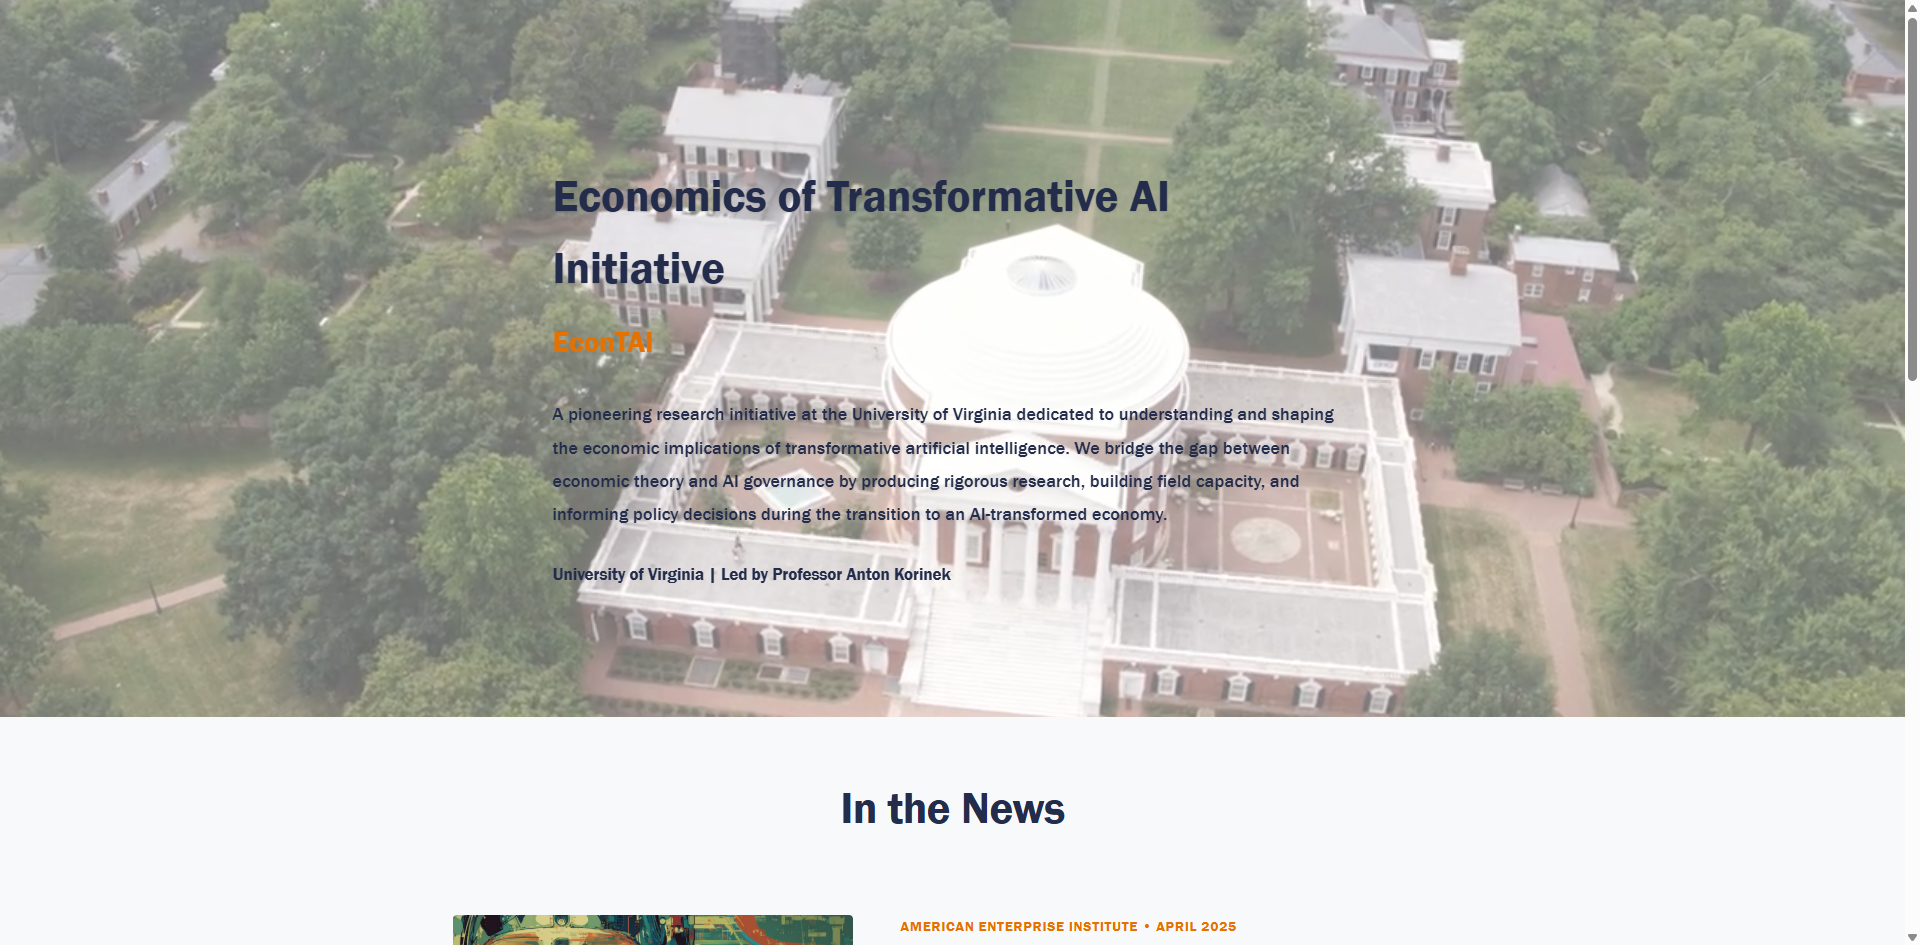 Economics of Transformative AI
Initiative
EconTAI
A pioneering research initiative at the University of Virginia dedicated to understanding and shaping
the economic implications of transformative artificial intelligence. We bridge the gap between
economic theory and AI governance by producing rigorous research, building field capacity, and
informing policy decisions during the transition to an AI-transformed economy.
University of Virginia | Led by Professor Anton Korinek
In the News
AMERICAN ENTERPRISE INSTITUTE • APRIL 2025